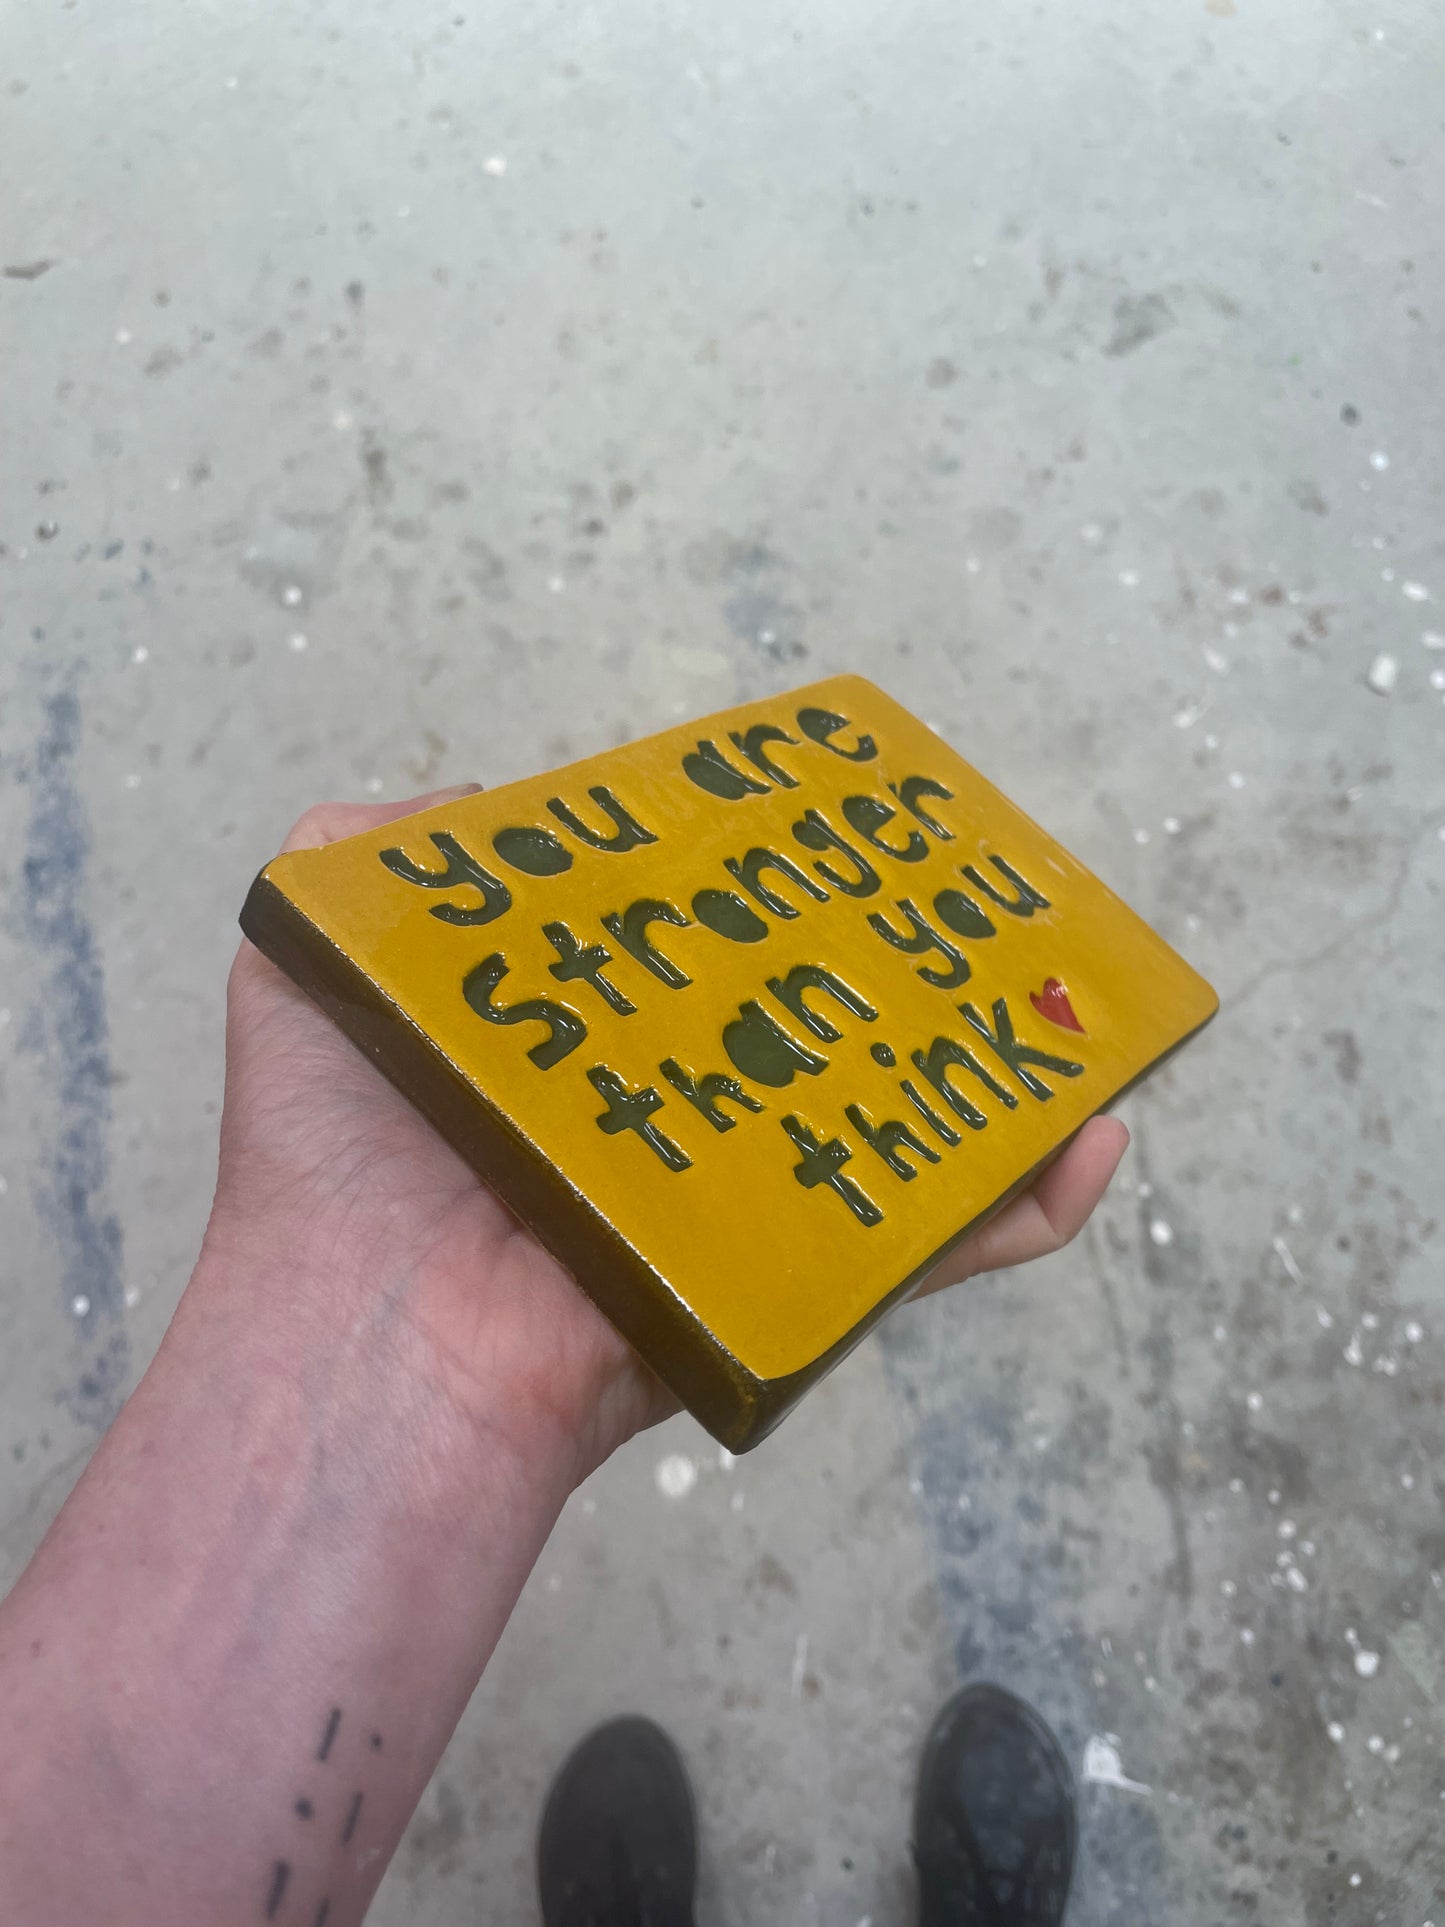 you are
stronger
than you
think